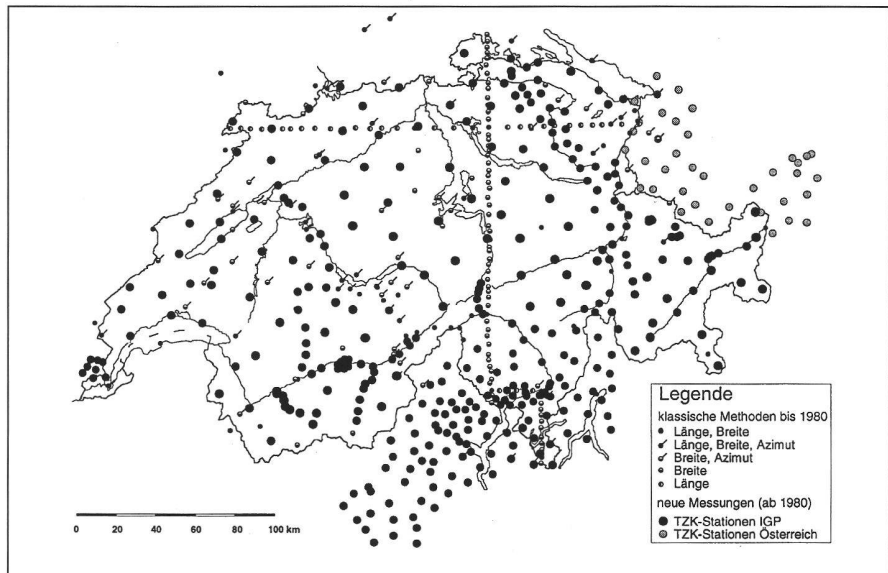 Legende
klassische Methoden bis 1980
Länge, Breite
Länge, Breite, Azimut
Breite, Azimut
Breite
Länge
neue Messungen (ab 1980)
TZK-Stationen IGP
TZK-Stationen Österreich
0 20 40 60 80 100 km